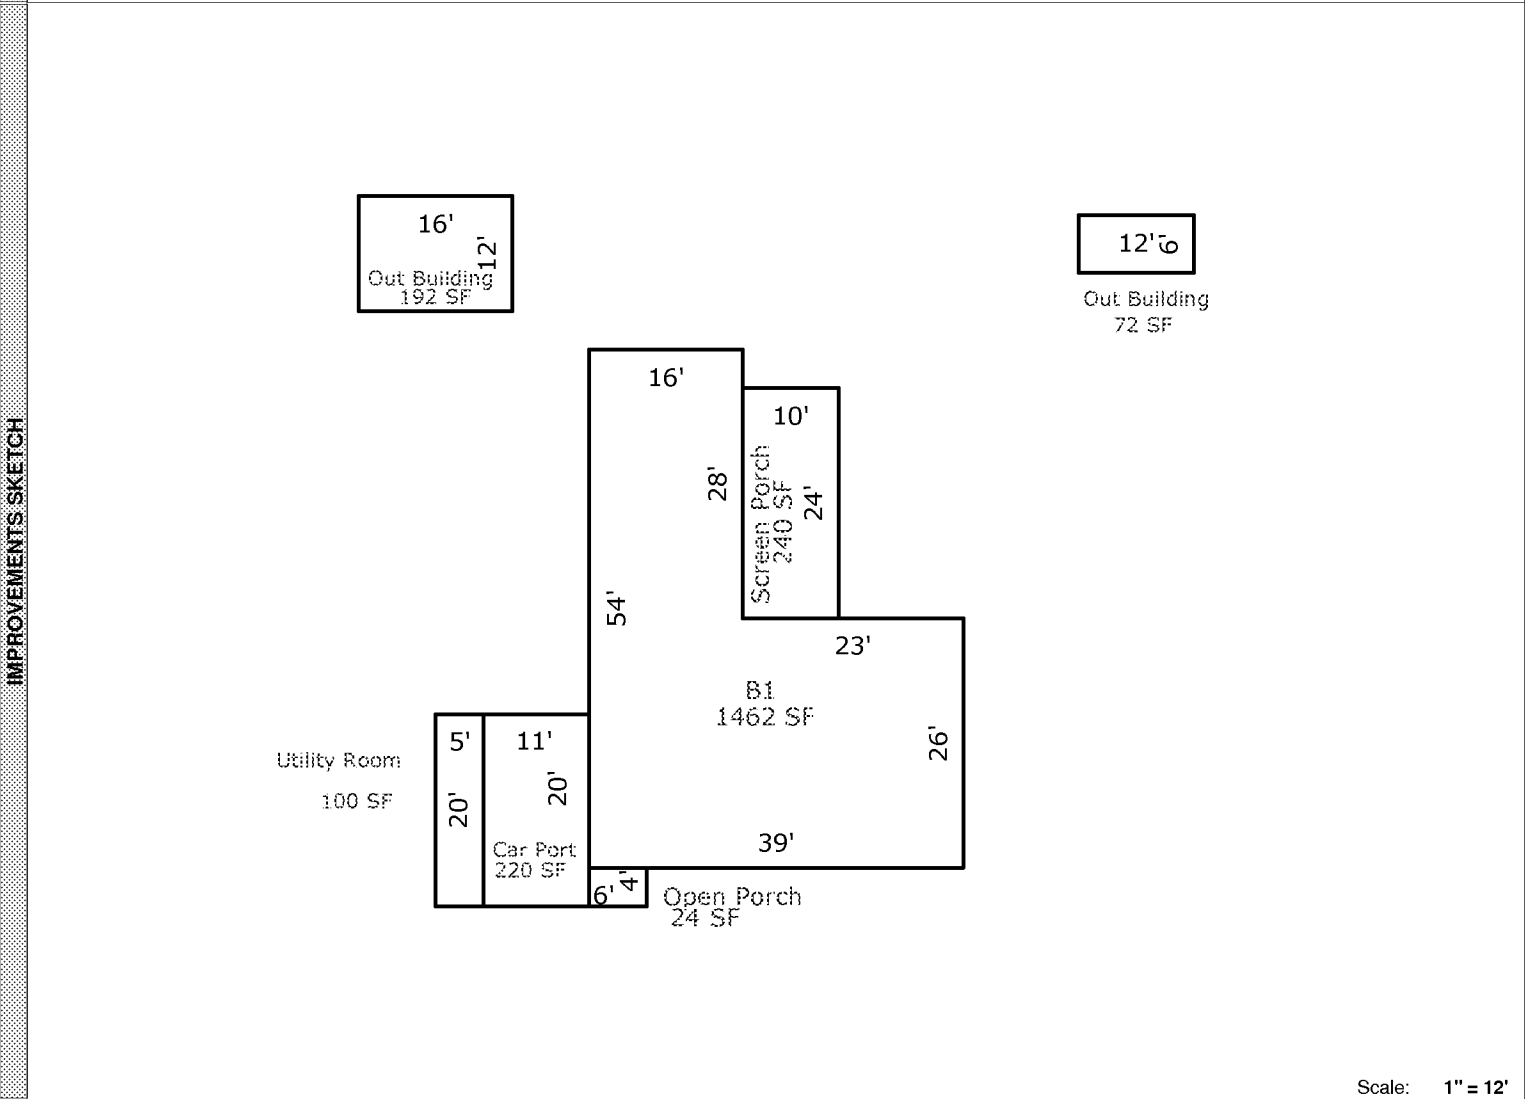 IMPROVEMENTS SKETCH
16'
12'
Out Building
192 SF
12'
6'
Out Building
72 SF
16'
28'
54'
10'
Screen Porch
240 SF
24'
23'
B1
1462 SF
26'
39'
Utility Room
100 SF
5'
20'
11'
20'
Car Port
220 SF
6'
4'
Open Porch
24 SF
Scale: 1" = 12'